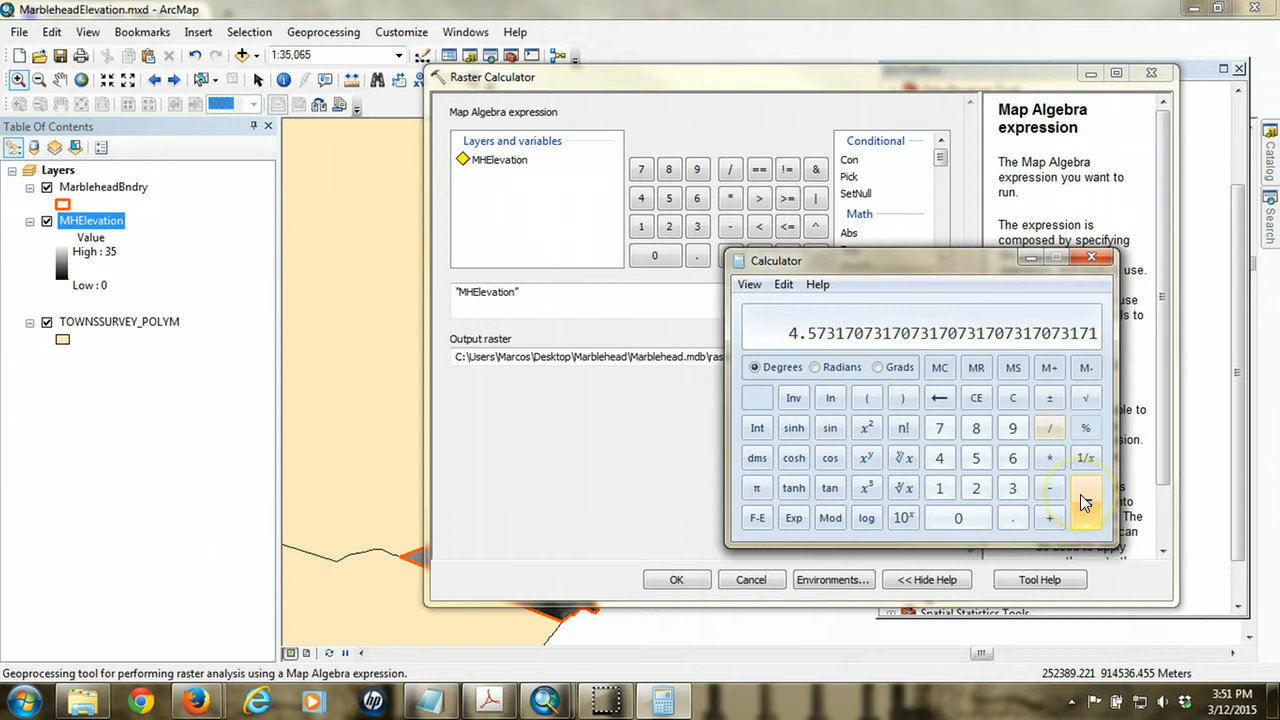 MarbleheadElevation.mxd - ArcMap
File Edit View Bookmarks Insert Selection Geoprocessing Customize Windows Help
1:35,065
100%
Table Of Contents
Layers
MarbleheadBndry
MHElevation
Value
High : 35
Low : 0
TOWNSSURVEY_POLYM
Raster Calculator
Map Algebra expression
Layers and variables
MHElevation
7 8 9 / == != &
4 5 6 * > >= |
1 2 3 - < <= ^
0 .
Conditional
Con
Pick
SetNull
Math
Abs
"MHElevation"
Output raster
C:\Users\Marcos\Desktop\Marblehead\Marblehead.mdb\ras
OK Cancel Environments... << Hide Help Tool Help
Map Algebra
expression
The Map Algebra
expression you want to
run.
The expression is
composed by specifying
Calculator
View Edit Help
4.5731707317073170731707317073171
Degrees Radians Grads MC MR MS M+ M-
Inv ln ( ) ← CE C ± √
Int sinh sin x² n! 7 8 9 / %
dms cosh cos xʸ ʸ√x 4 5 6 * 1/x
π tanh tan x³ ³√x 1 2 3 -
F-E Exp Mod log 10ˣ 0 . +
Spatial Statistics Tools
Catalog
Search
Geoprocessing tool for performing raster analysis using a Map Algebra expression.
252389.221 914536.455 Meters
3:51 PM
3/12/2015